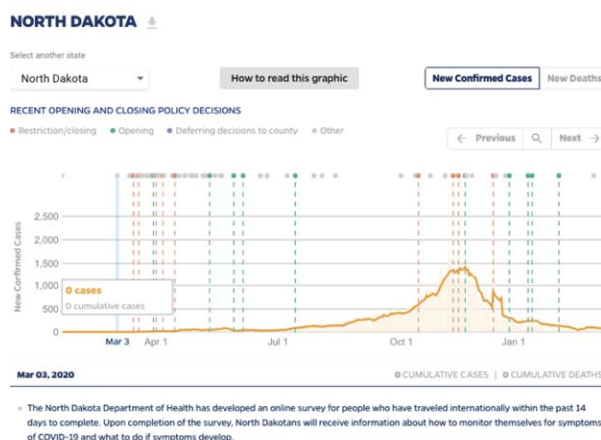 NORTH DAKOTA
Select another state
North Dakota
How to read this graphic
New Confirmed Cases
New Deaths
RECENT OPENING AND CLOSING POLICY DECISIONS
Restriction/closing
Opening
Deferring decisions to county
Other
← Previous
Next →
New Confirmed Cases
2,500
2,000
1,500
1,000
500
0
0 cases
0 cumulative cases
Mar 3
Apr 1
Jul 1
Oct 1
Jan 1
Mar 03, 2020
0 CUMULATIVE CASES | 0 CUMULATIVE DEATHS
The North Dakota Department of Health has developed an online survey for people who have traveled internationally within the past 14
days to complete. Upon completion of the survey, North Dakotans will receive information about how to monitor themselves for symptoms
of COVID-19 and what to do if symptoms develop.